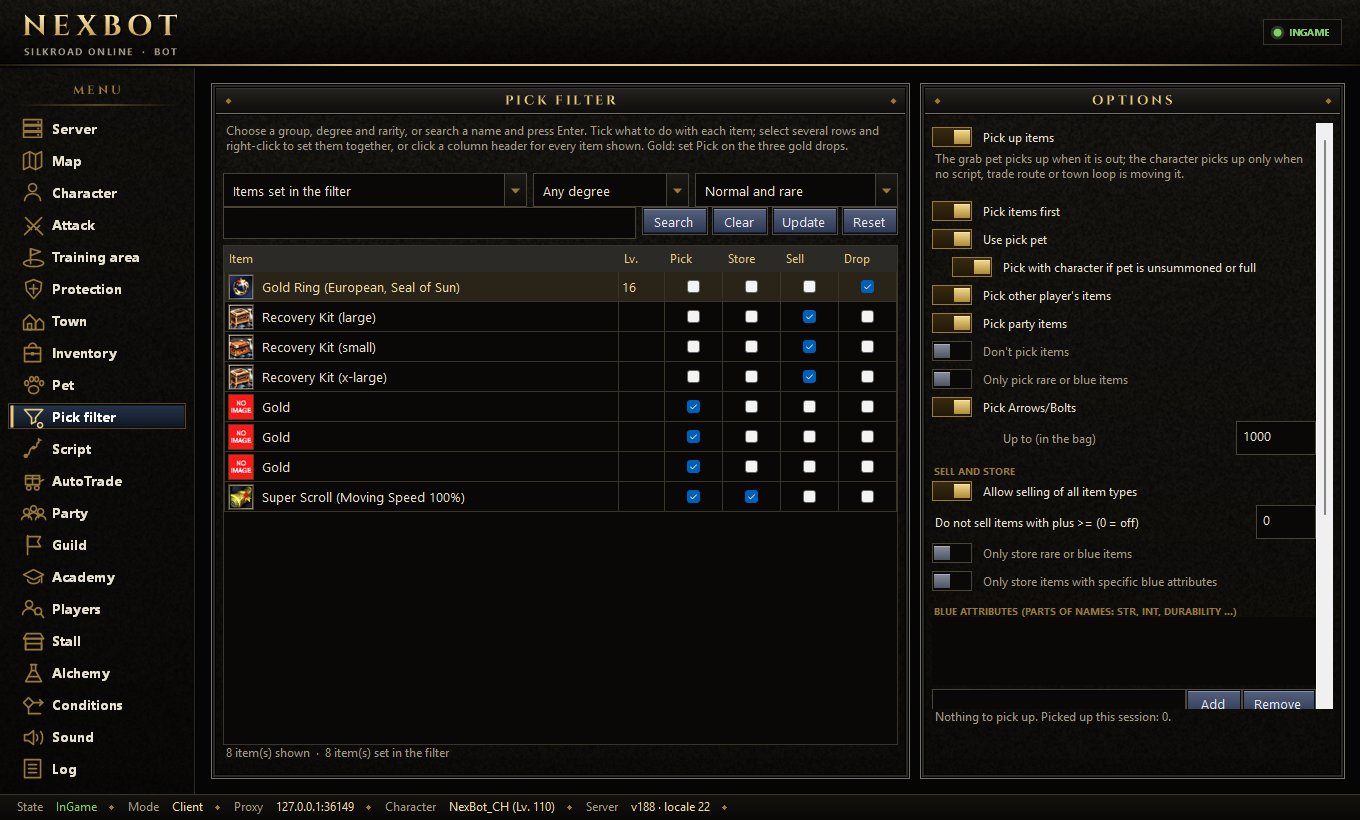 NEXBOT
SILKROAD ONLINE · BOT
INGAME
MENU
Server
Map
Character
Attack
Training area
Protection
Town
Inventory
Pet
Pick filter
Script
AutoTrade
Party
Guild
Academy
Players
Stall
Alchemy
Conditions
Sound
Log
PICK FILTER
Choose a group, degree and rarity, or search a name and press Enter. Tick what to do with each item; select several rows and
right-click to set them together, or click a column header for every item shown. Gold: set Pick on the three gold drops.
Items set in the filter Any degree Normal and rare
Search Clear Update Reset
Item Lv. Pick Store Sell Drop
Gold Ring (European, Seal of Sun) 16
Recovery Kit (large)
Recovery Kit (small)
Recovery Kit (x-large)
NO IMAGE Gold
NO IMAGE Gold
NO IMAGE Gold
Super Scroll (Moving Speed 100%)
8 item(s) shown · 8 item(s) set in the filter
OPTIONS
Pick up items
The grab pet picks up when it is out; the character picks up only when
no script, trade route or town loop is moving it.
Pick items first
Use pick pet
Pick with character if pet is unsummoned or full
Pick other player's items
Pick party items
Don't pick items
Only pick rare or blue items
Pick Arrows/Bolts
Up to (in the bag) 1000
SELL AND STORE
Allow selling of all item types
Do not sell items with plus >= (0 = off) 0
Only store rare or blue items
Only store items with specific blue attributes
BLUE ATTRIBUTES (PARTS OF NAMES: STR, INT, DURABILITY ...)
Add Remove
Nothing to pick up. Picked up this session: 0.
State InGame Mode Client Proxy 127.0.0.1:36149 Character NexBot_CH (Lv. 110) Server v188 · locale 22